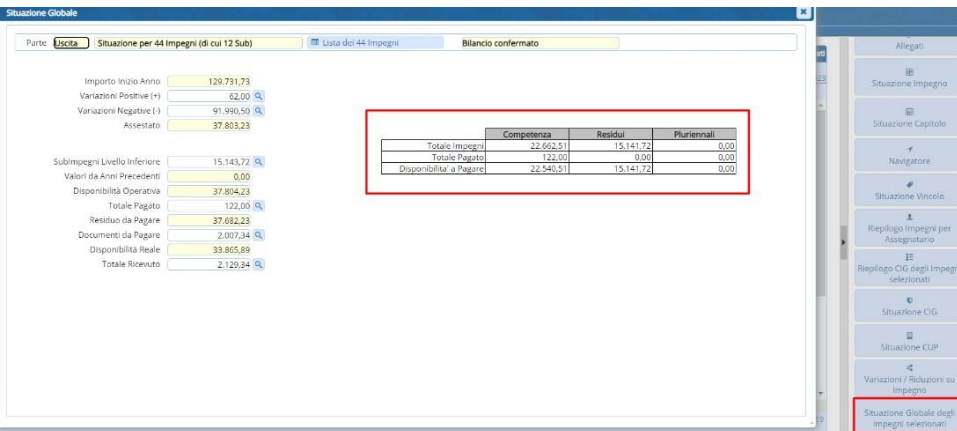 Situazione Globale
Parte Uscita Situazione per 44 Impegni (di cui 12 Sub) Lista dei 44 Impegni Bilancio confermato
Importo Inizio Anno 129.731,73
Variazioni Positive (+) 62,00
Variazioni Negative (-) 91.990,50
Assestato 37.803,23
SubImpegni Livello Inferiore 15.143,72
Valori da Anni Precedenti 0,00
Disponibilità Operativa 37.804,23
Totale Pagato 122,00
Residuo da Pagare 37.682,23
Documenti da Pagare 2.007,34
Disponibilità Reale 33.865,89
Totale Ricevuto 2.129,34
Competenza Residui Pluriennali
Totale Impegni 22.662,51 15.141,72 0,00
Totale Pagato 122,00 0,00 0,00
Disponibilita' a Pagare 22.540,51 15.141,72 0,00
Allegati
Situazione Impegno
Situazione Capitolo
Navigatore
Situazione Vincolo
Riepilogo Impegni per
Assegnatario
Riepilogo CIG degli Impegni
selezionati
Situazione CIG
Situazione CUP
Variazioni / Riduzioni su
Impegno
Situazione Globale degli
Impegni selezionati